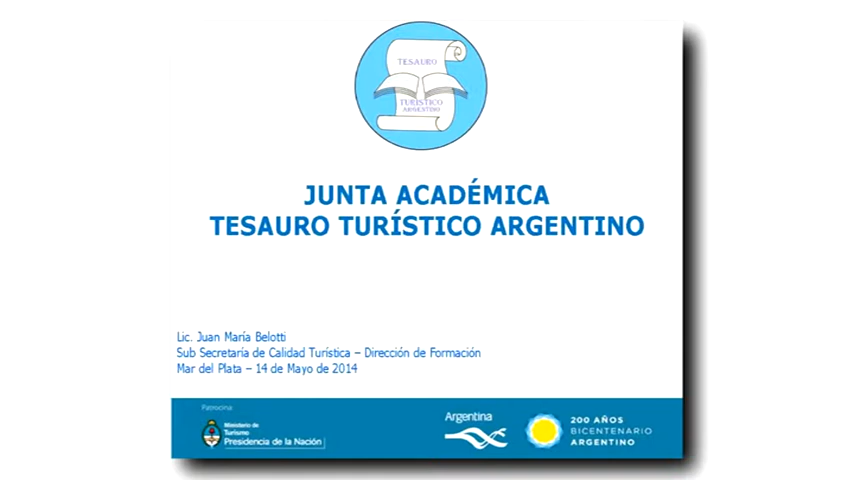 TESAURO
TURÍSTICO
ARGENTINO
JUNTA ACADÉMICA
TESAURO TURÍSTICO ARGENTINO
Lic. Juan María Belotti
Sub Secretaría de Calidad Turística – Dirección de Formación
Mar del Plata – 14 de Mayo de 2014
Patrocina
Ministerio de
Turismo
Presidencia de la Nación
Argentina
200 AÑOS
BICENTENARIO
ARGENTINO